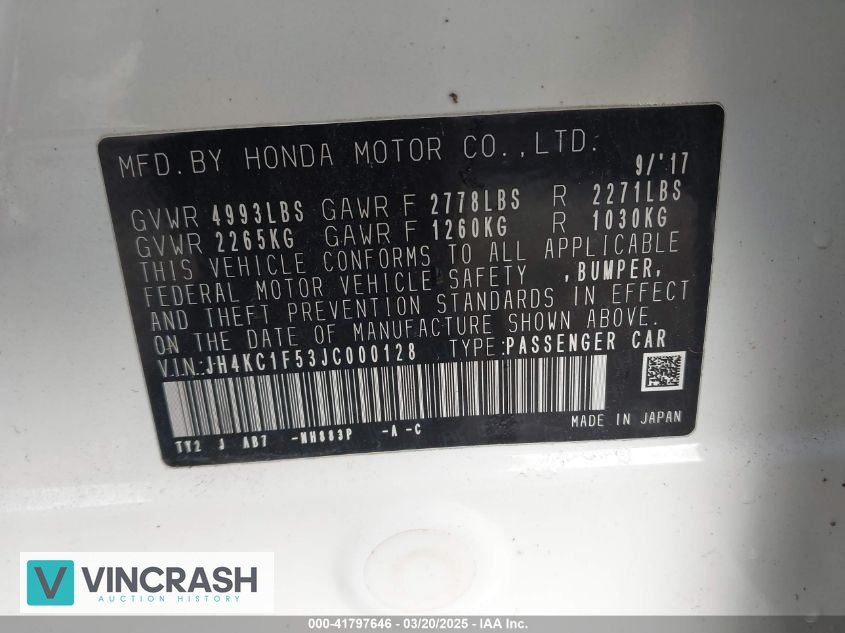 MFD. BY HONDA MOTOR CO., LTD. 9/'17
GVWR 4993LBS GAWR F 2778LBS R 2271LBS
GVWR 2265KG GAWR F 1260KG R 1030KG
THIS VEHICLE CONFORMS TO ALL APPLICABLE
FEDERAL MOTOR VEHICLE SAFETY ,BUMPER,
AND THEFT PREVENTION STANDARDS IN EFFECT
ON THE DATE OF MANUFACTURE SHOWN ABOVE.
V.I.N.:JH4KC1F53JC000128 TYPE:PASSENGER CAR
TY2 J AB7 -NH883P -A -C
MADE IN JAPAN
V VINCRASH
AUCTION HISTORY
000-41797646 — 03/20/2025 — IAA Inc.